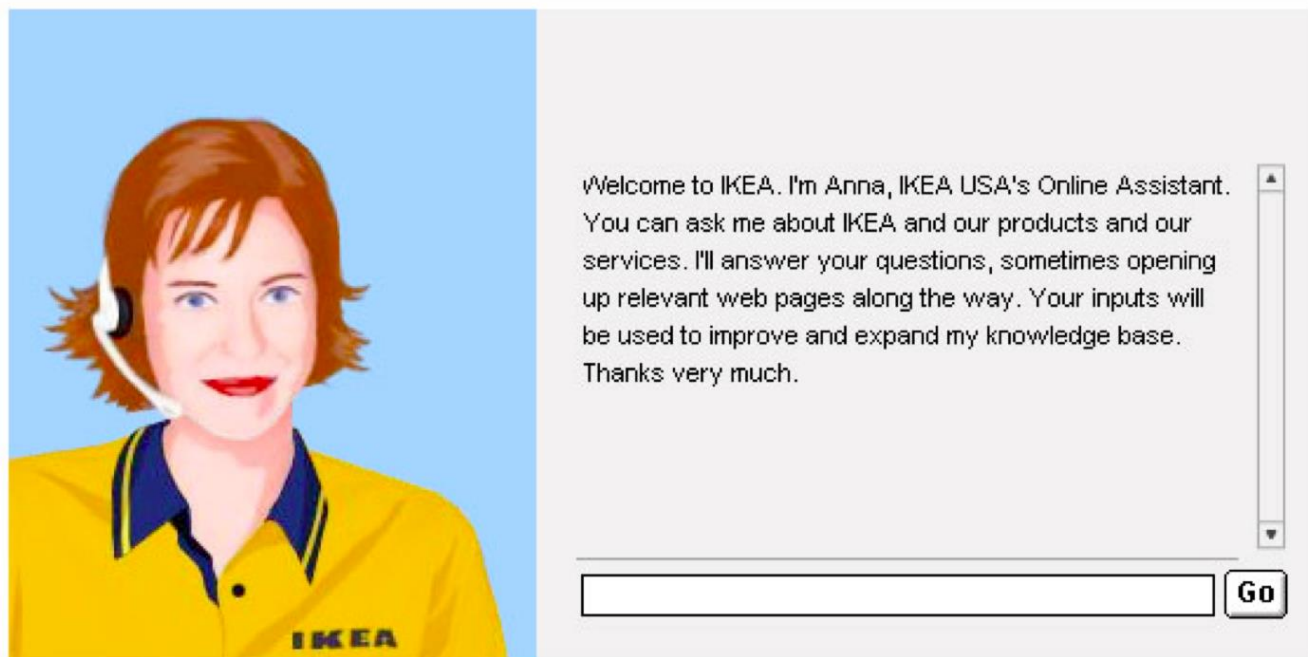 Welcome to IKEA. I'm Anna, IKEA USA's Online Assistant.
You can ask me about IKEA and our products and our
services. I'll answer your questions, sometimes opening
up relevant web pages along the way. Your inputs will
be used to improve and expand my knowledge base.
Thanks very much.
Go
IKEA